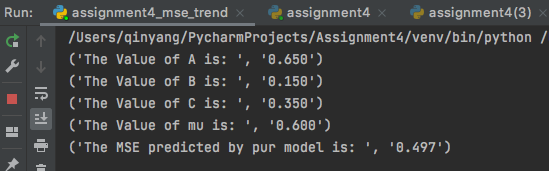 Run: assignment4_mse_trend × assignment4 × assignment4(3) ×
/Users/qinyang/PycharmProjects/Assignment4/venv/bin/python /
('The Value of A is: ', '0.650')
('The Value of B is: ', '0.150')
('The Value of C is: ', '0.350')
('The Value of mu is: ', '0.600')
('The MSE predicted by pur model is: ', '0.497')